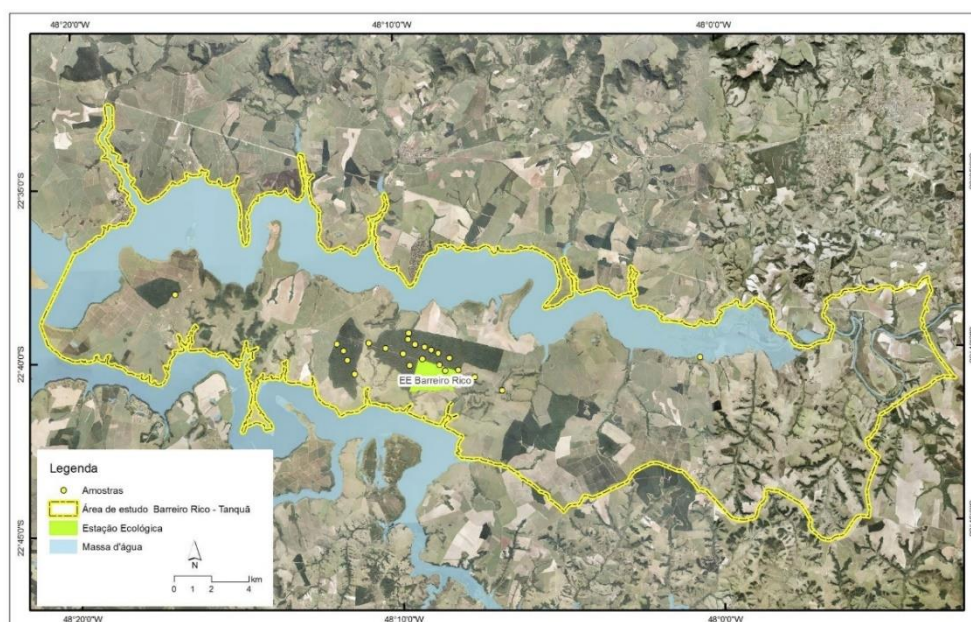 48°20'0"W 48°10'0"W 48°0'0"W
22°35'0"S
22°40'0"S
EE Barreiro Rico
22°45'0"S
Legenda
Amostras
Área de estudo Barreiro Rico - Tanquã
Estação Ecológica
Massa d'água
N
0 1 2 4 km
48°20'0"W 48°10'0"W 48°0'0"W